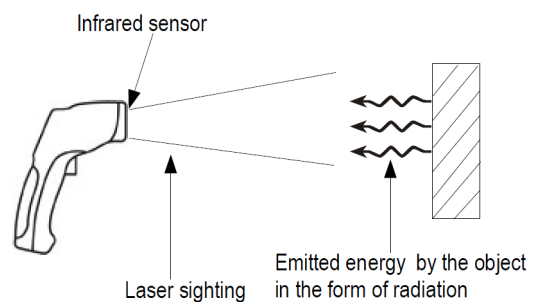 Infrared sensor
Laser sighting
Emitted energy by the object
in the form of radiation